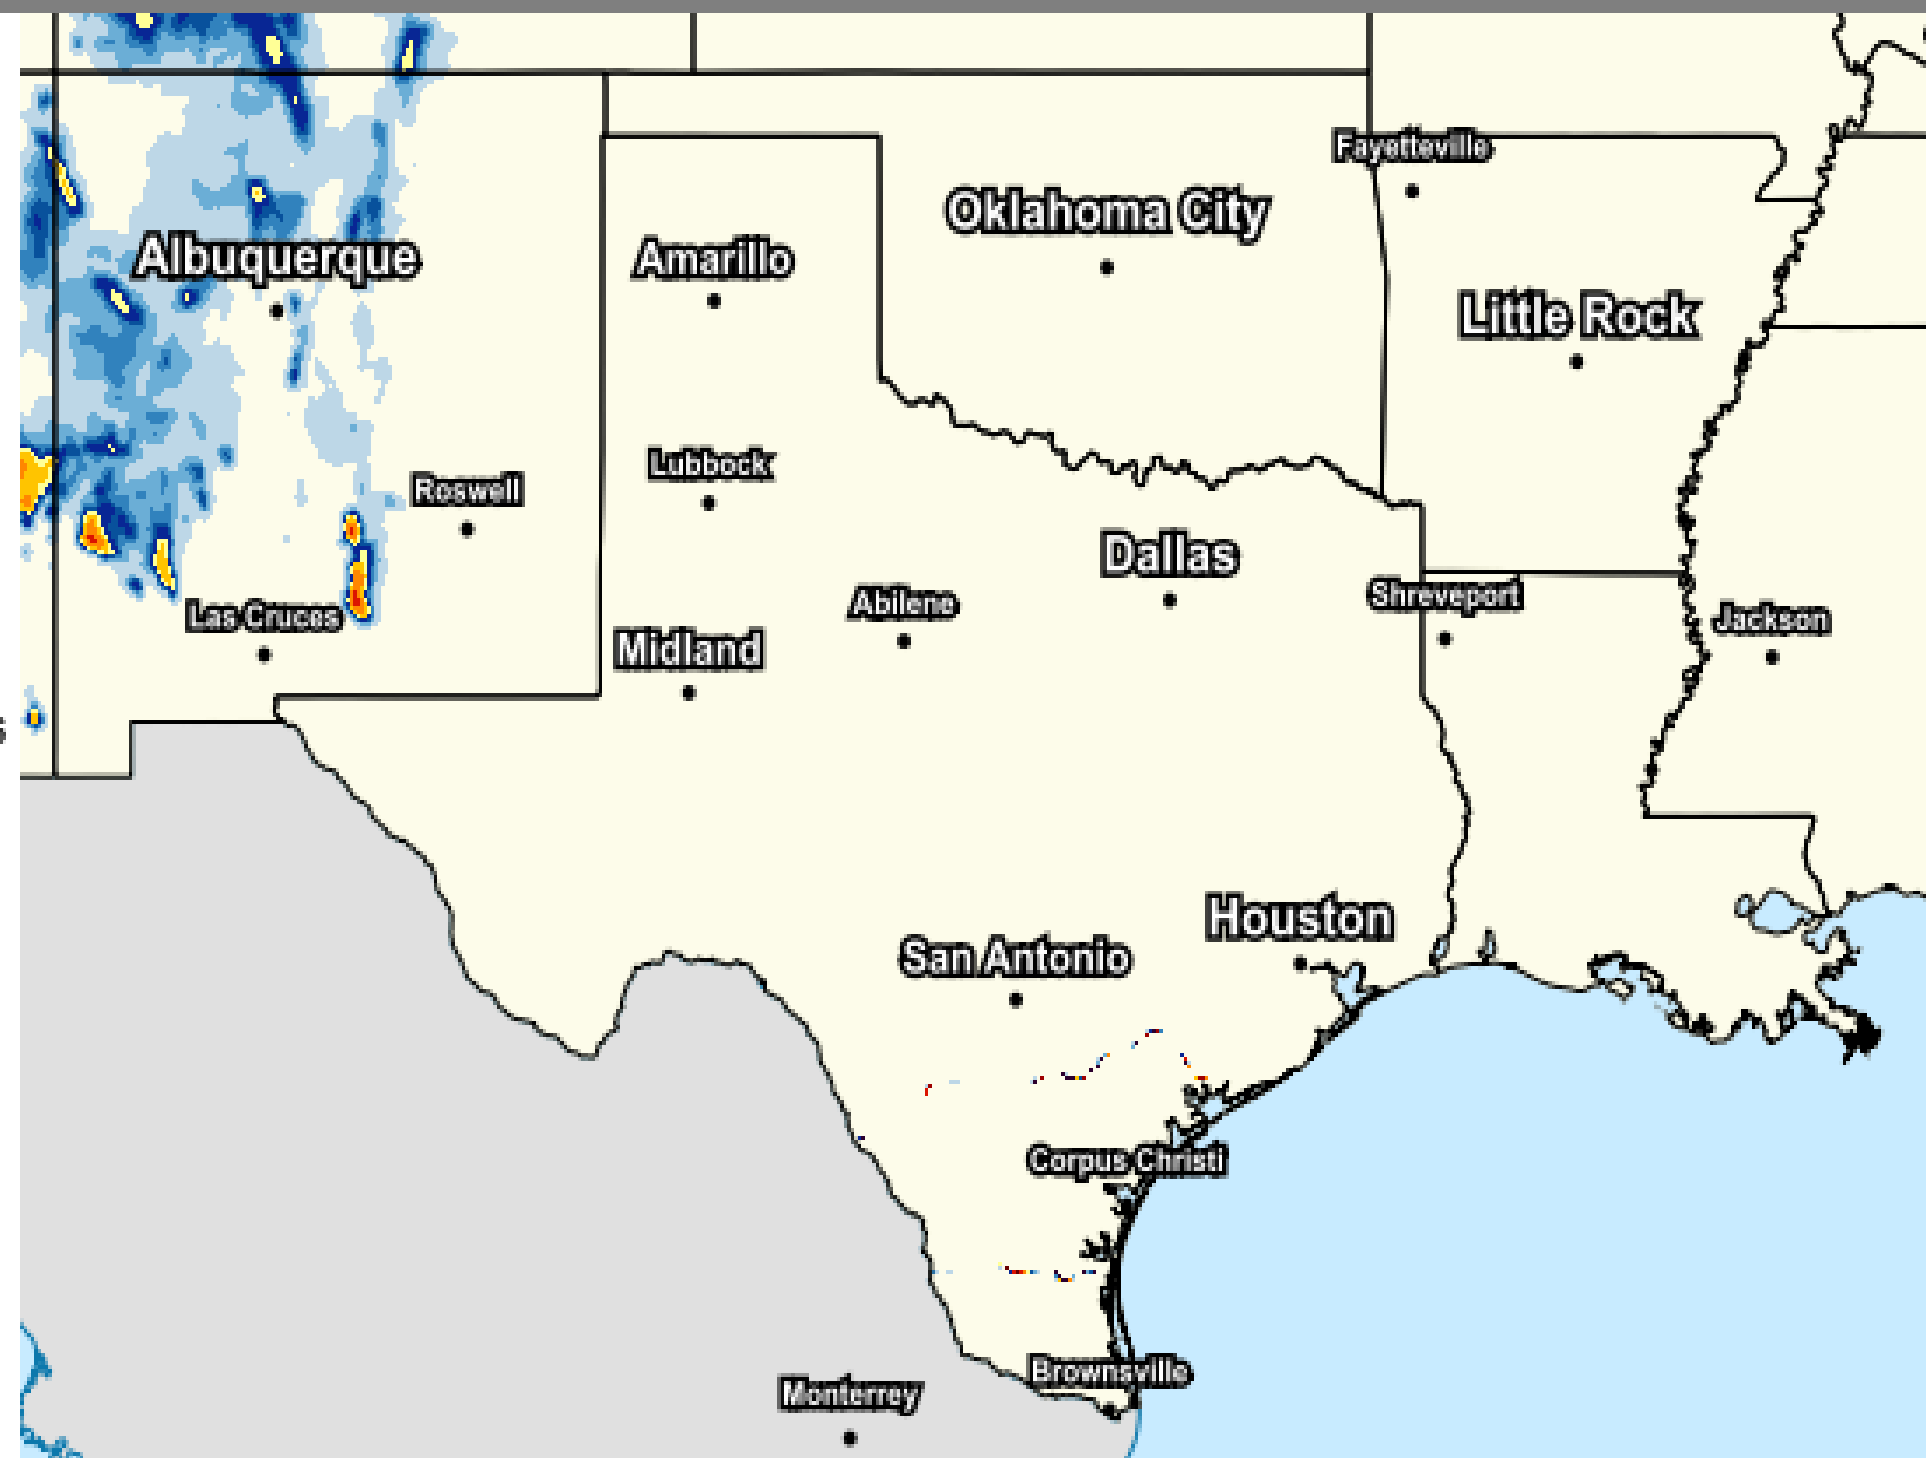 Fayetteville
Oklahoma City
Albuquerque
Amarillo
Little Rock
Lubbock
Roswell
Dallas
Shreveport
Abilene
Las Cruces
Jackson
Midland
s
Houston
San Antonio
Corpus Christi
Brownsville
Monterrey